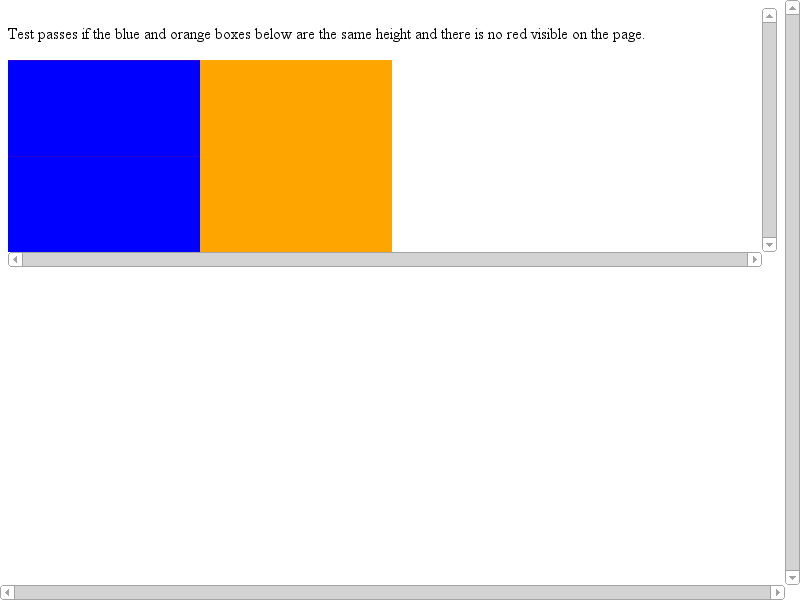 Test passes if the blue and orange boxes below are the same height and there is no red visible on the page.